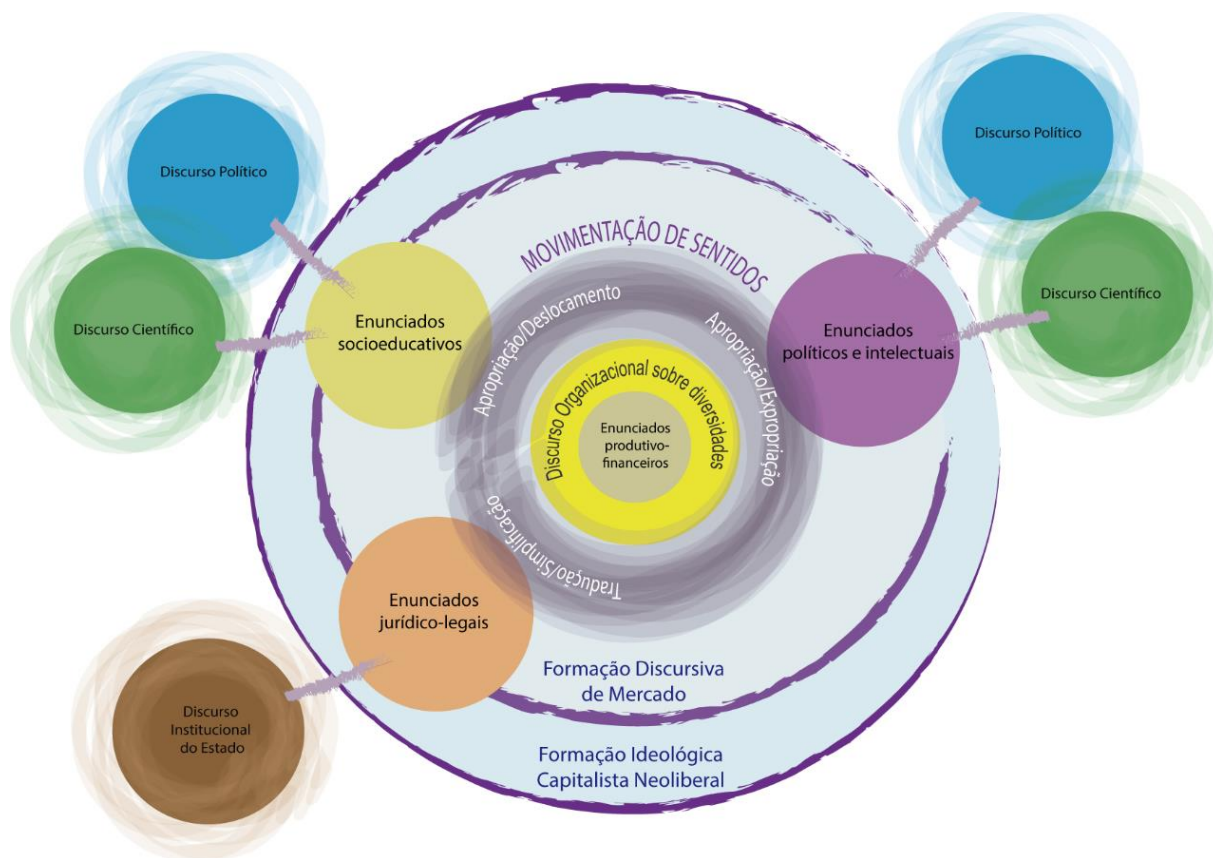 Discurso Político
Discurso Científico
Discurso Político
Discurso Científico
MOVIMENTAÇÃO DE SENTIDOS
Enunciados
socioeducativos
Enunciados
políticos e intelectuais
Apropriação/Deslocamento
Apropriação/Expropriação
Discurso Organizacional sobre diversidades
Enunciados
produtivo-
financeiros
Tradução/Simplificação
Enunciados
jurídico-legais
Formação Discursiva
de Mercado
Discurso
Institucional
do Estado
Formação Ideológica
Capitalista Neoliberal